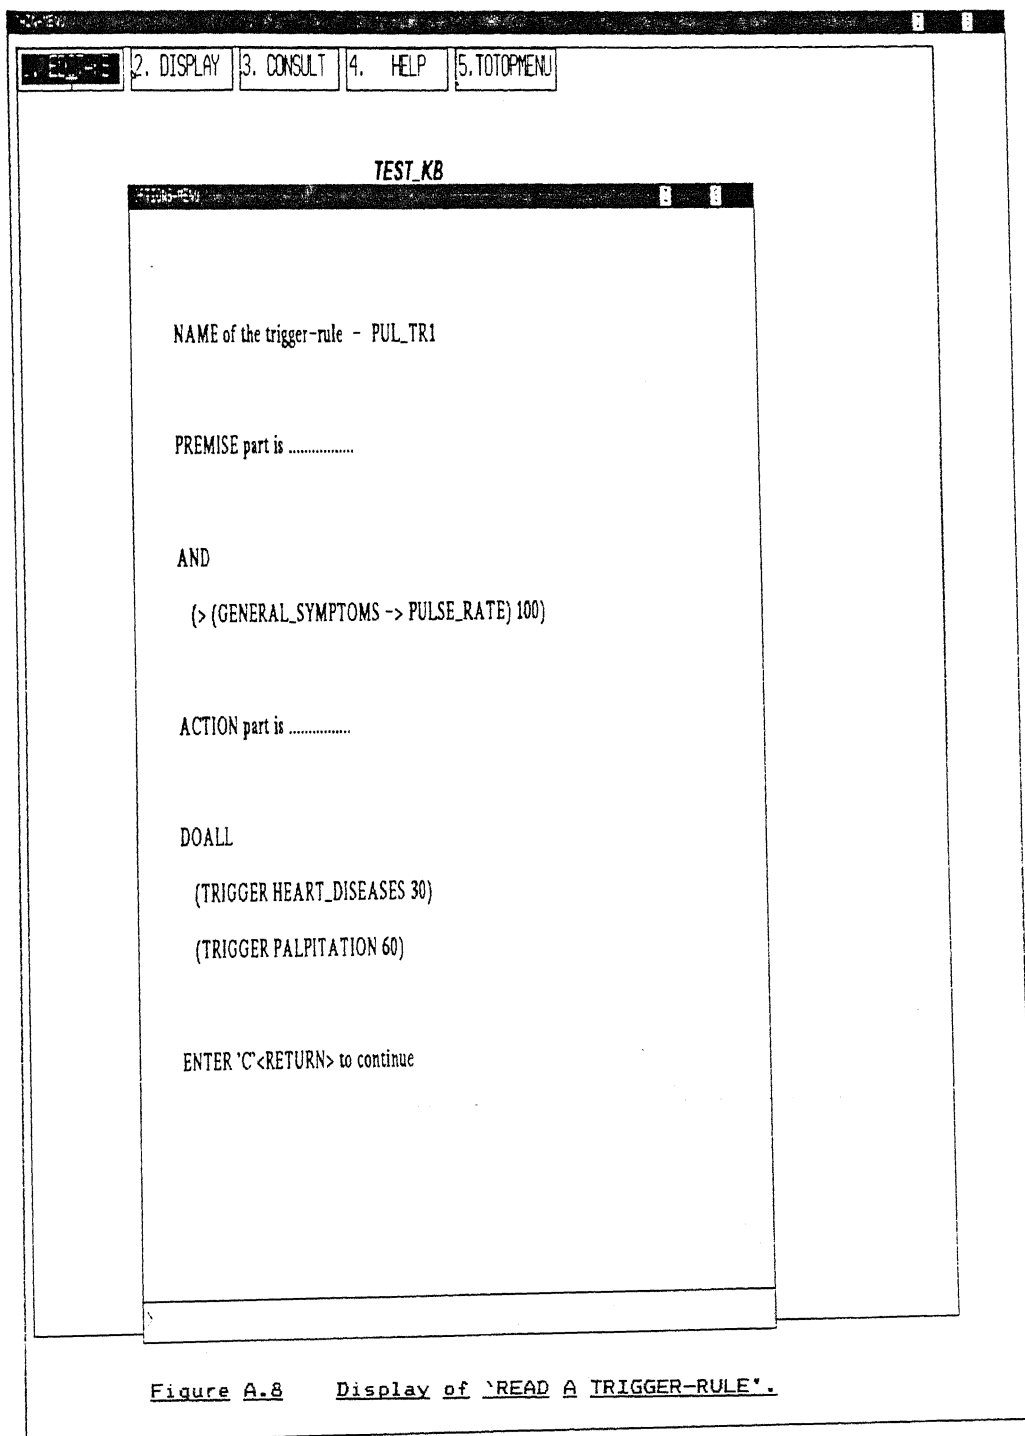 2. DISPLAY 3. CONSULT 4. HELP 5.TOTOPMENU
TEST_KB
NAME of the trigger-rule - PUL_TR1
PREMISE part is ................
AND
(> (GENERAL_SYMPTOMS -> PULSE_RATE) 100)
ACTION part is ...............
DOALL
(TRIGGER HEART_DISEASES 30)
(TRIGGER PALPITATION 60)
ENTER 'C'<RETURN> to continue
Figure A.8 Display of `READ A TRIGGER-RULE'.